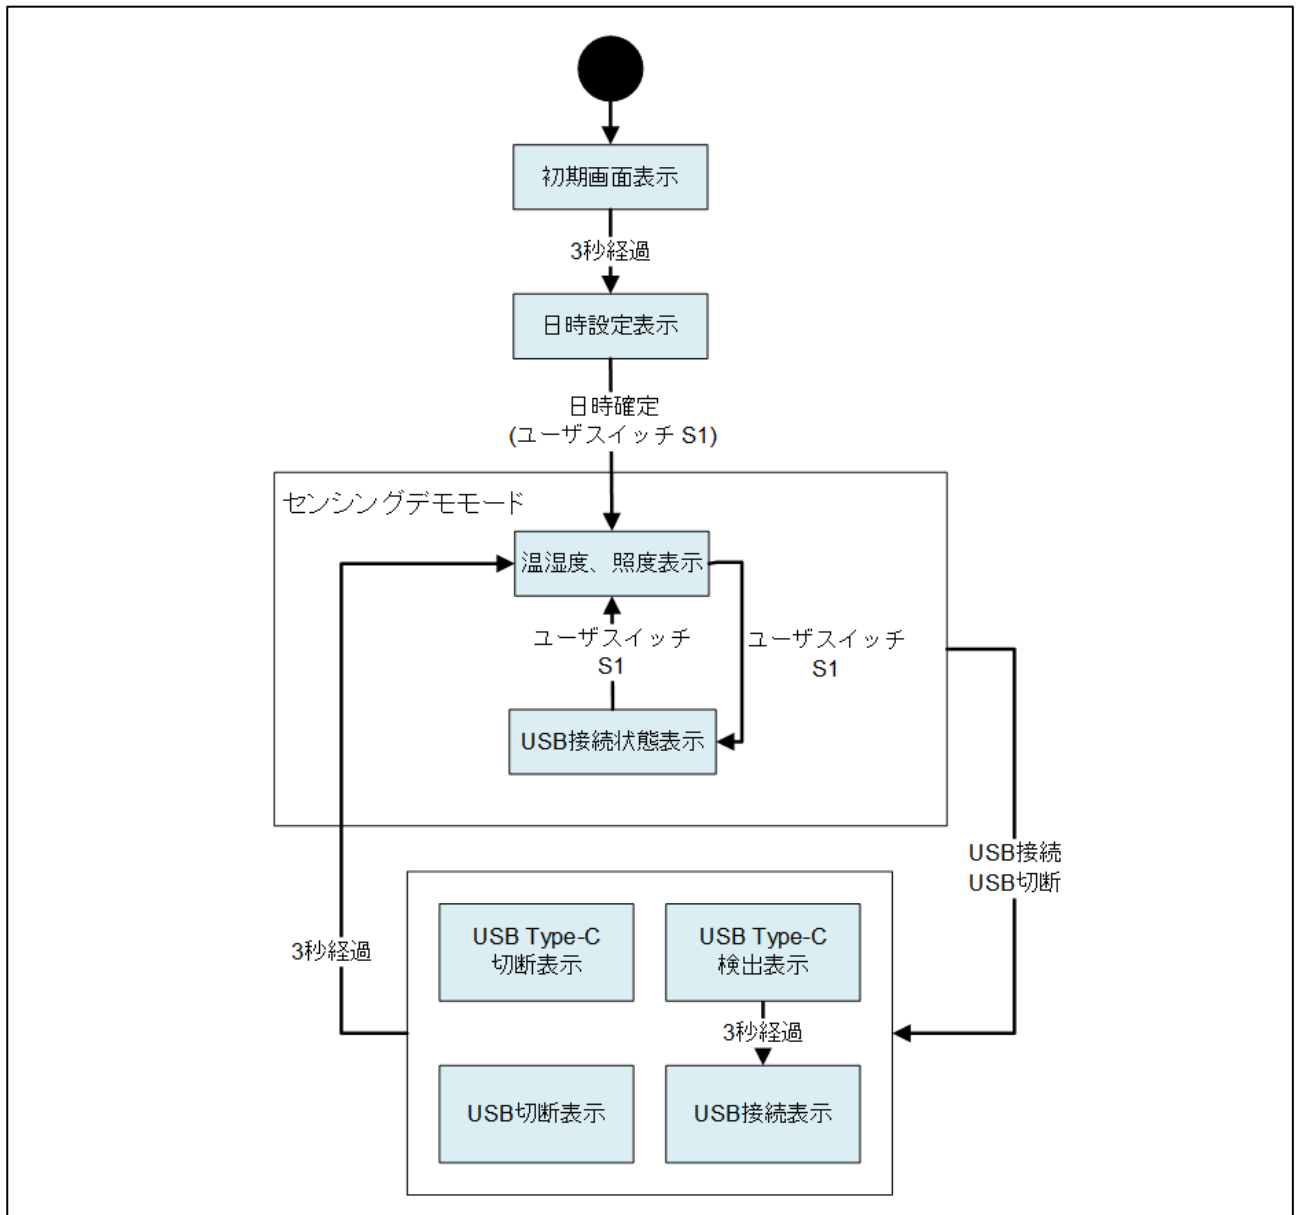 初期画面表示
3秒経過
日時設定表示
日時確定
(ユーザスイッチ S1)
センシングデモモード
温湿度、照度表示
ユーザスイッチ
S1
ユーザスイッチ
S1
USB接続状態表示
USB接続
USB切断
USB Type-C
切断表示
USB Type-C
検出表示
3秒経過
3秒経過
USB切断表示
USB接続表示